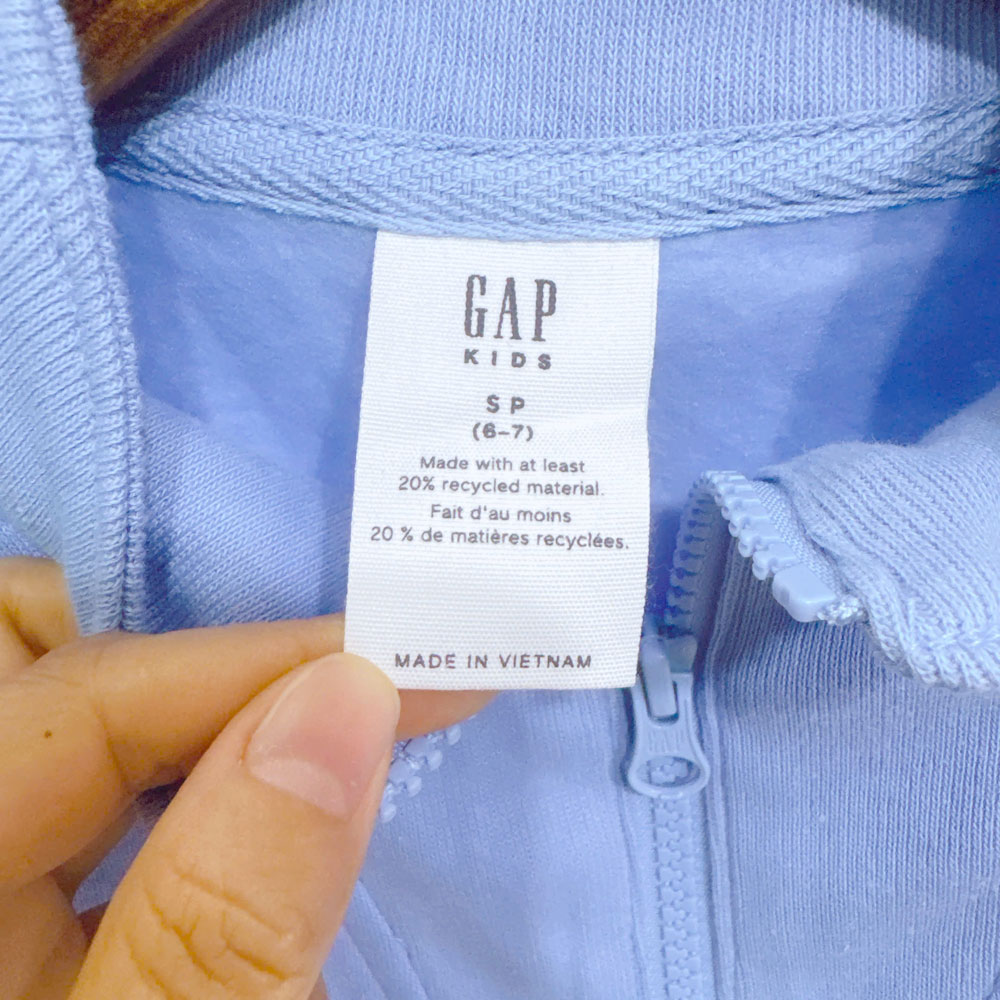 GAP
KIDS
S P
(6-7)
Made with at least
20% recycled material.
Fait d'au moins
20 % de matières recyclées.
MADE IN VIETNAM